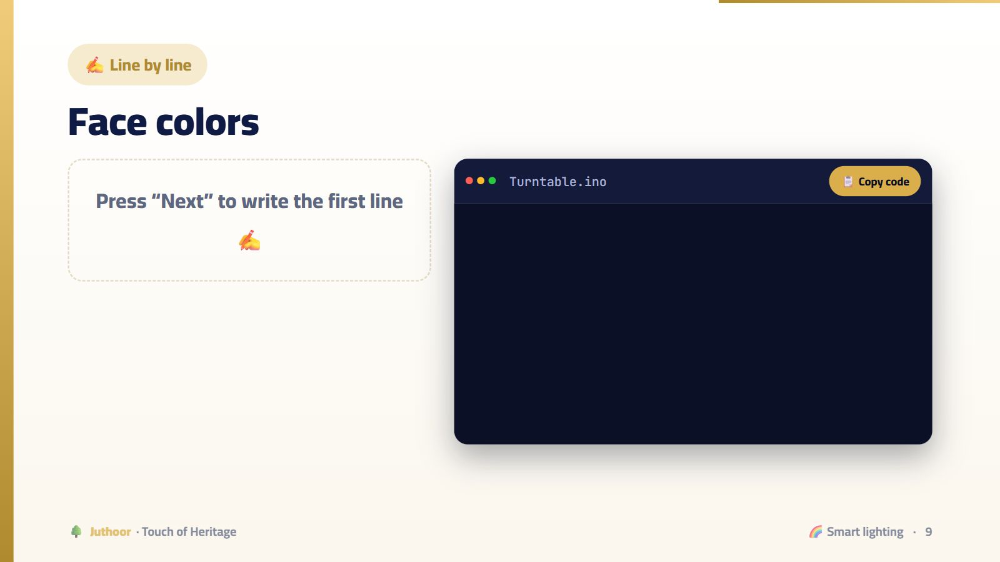 ✍️ Line by line
Face colors
Press “Next” to write the first line
✍️
Turntable.ino
📋 Copy code
🌳 Juthoor · Touch of Heritage
🌈 Smart lighting · 9